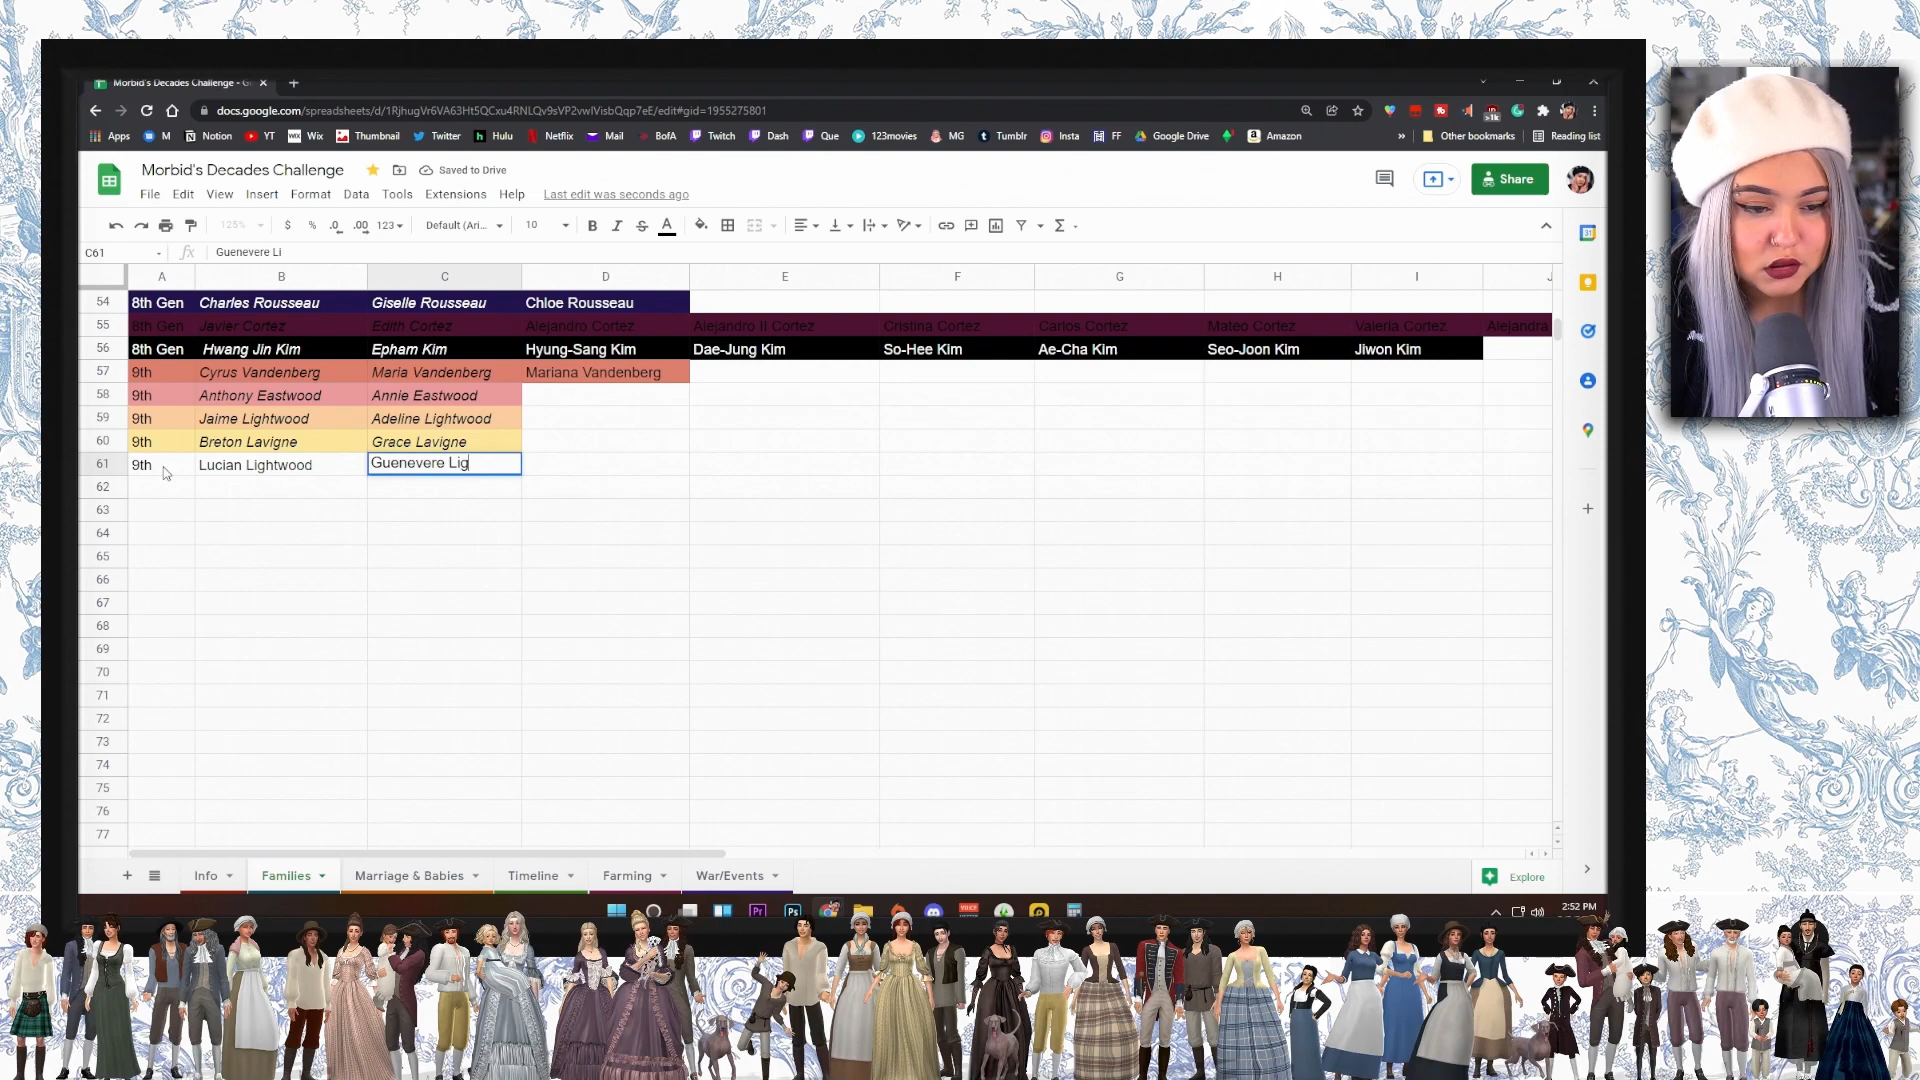 Morbid's Decades Challenge - G
docs.google.com/spreadsheets/d/1RjhugVr6VA63Ht5QCxu4RNLQv9sVP2vwIVisbQqp7eE/edit#gid=1955275801
Apps M Notion YT Wix Thumbnail Twitter Hulu Netflix Mail BofA Twitch Dash Que 123movies MG Tumblr Insta FF Google Drive Amazon » Other bookmarks Reading list
Morbid's Decades Challenge Saved to Drive
File Edit View Insert Format Data Tools Extensions Help Last edit was seconds ago
Share
125% $ % .0 .00 123 Default (Ari... 10 B I S A
C61 fx Guenevere Li
A B C D E F G H I J
54 8th Gen Charles Rousseau Giselle Rousseau Chloe Rousseau
55 8th Gen Javier Cortez Edith Cortez Alejandro Cortez Alejandro II Cortez Cristina Cortez Carlos Cortez Mateo Cortez Valeria Cortez Alejandra
56 8th Gen Hwang Jin Kim Epham Kim Hyung-Sang Kim Dae-Jung Kim So-Hee Kim Ae-Cha Kim Seo-Joon Kim Jiwon Kim
57 9th Cyrus Vandenberg Maria Vandenberg Mariana Vandenberg
58 9th Anthony Eastwood Annie Eastwood
59 9th Jaime Lightwood Adeline Lightwood
60 9th Breton Lavigne Grace Lavigne
61 9th Lucian Lightwood Guenevere Lig
62
63
64
65
66
67
68
69
70
71
72
73
74
75
76
77
+ Info Families Marriage & Babies Timeline Farming War/Events Explore
2:52 PM